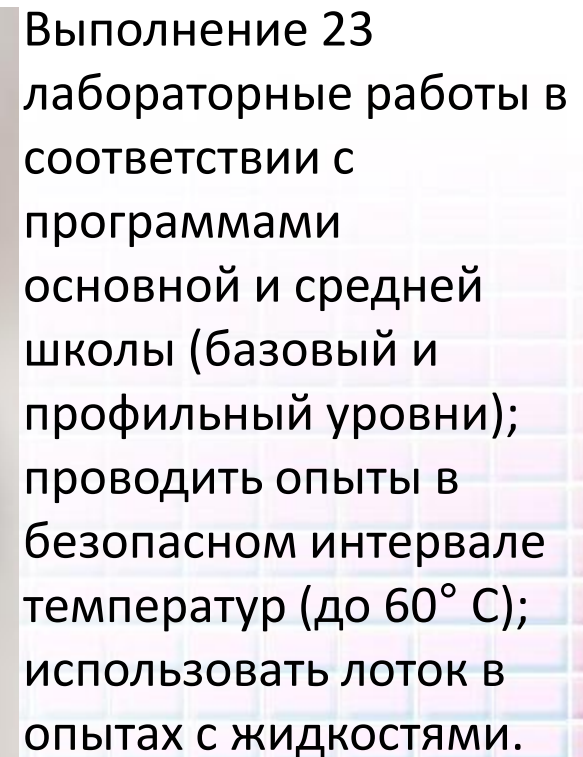 Выполнение 23
лабораторные работы в
соответствии с
программами
основной и средней
школы (базовый и
профильный уровни);
проводить опыты в
безопасном интервале
температур (до 60° С);
использовать лоток в
опытах с жидкостями.